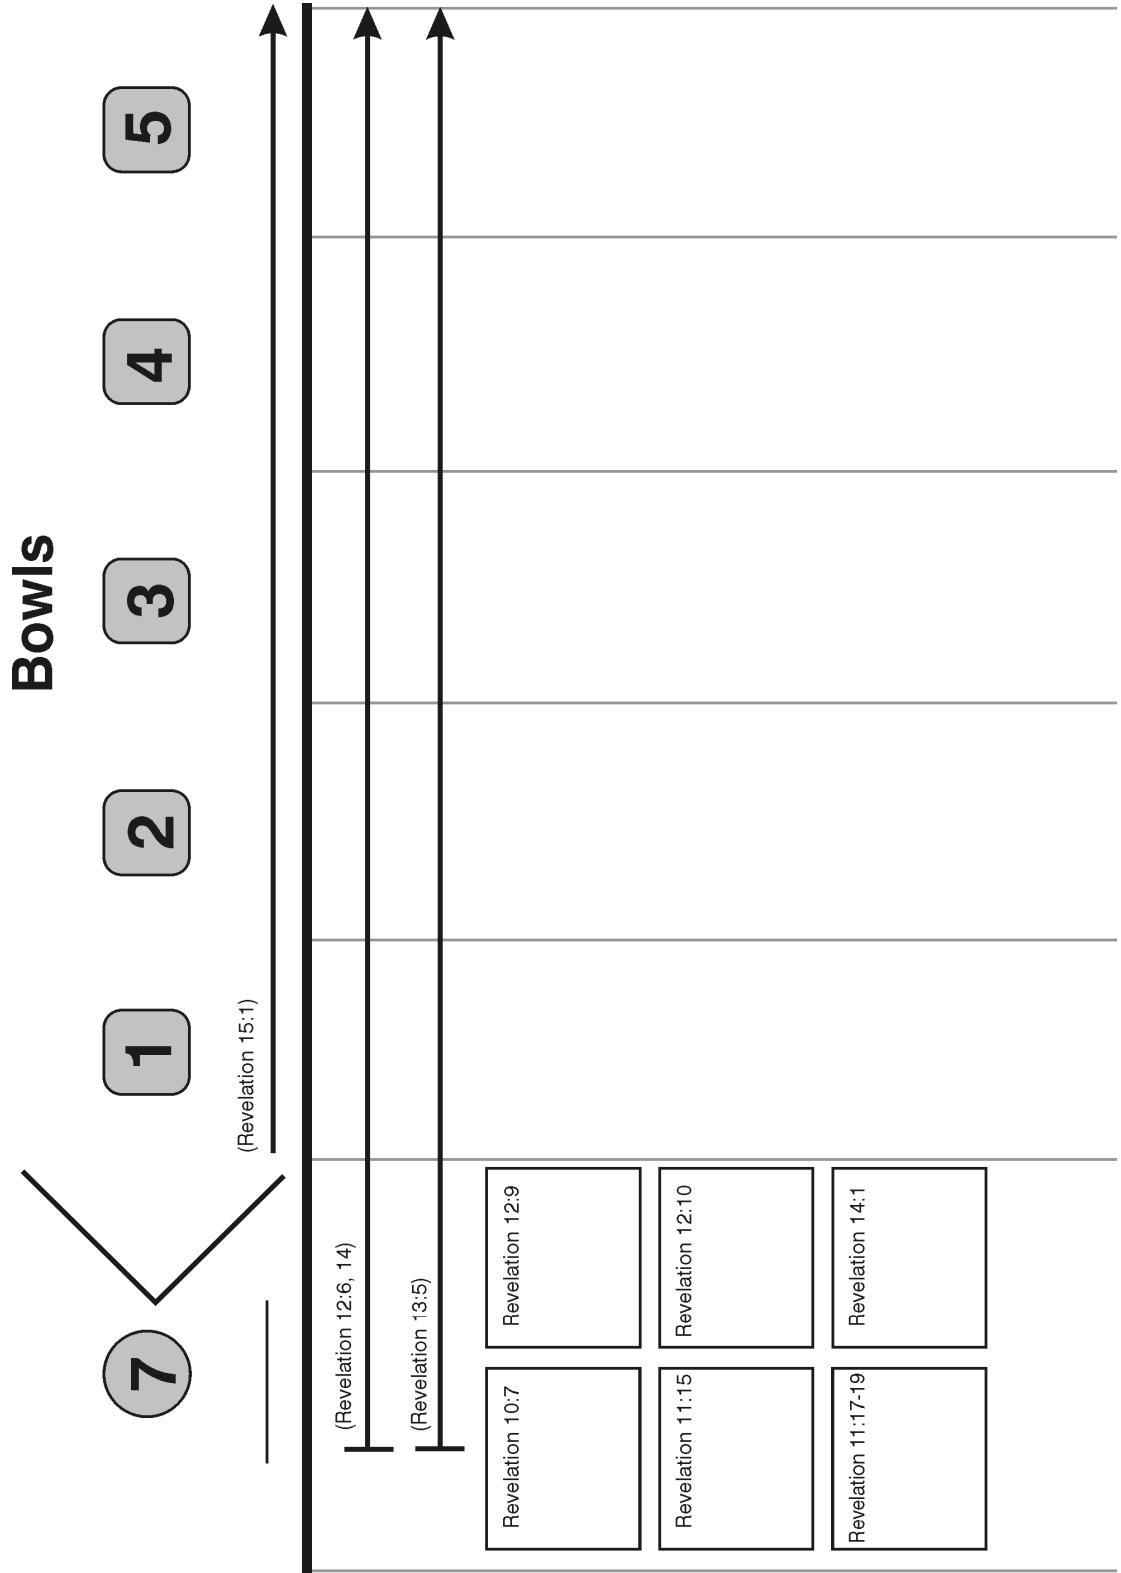 Bowls
7
1
2
3
4
5
(Revelation 15:1)
(Revelation 12:6, 14)
(Revelation 13:5)
Revelation 10:7
Revelation 12:9
Revelation 11:15
Revelation 12:10
Revelation 11:17-19
Revelation 14:1